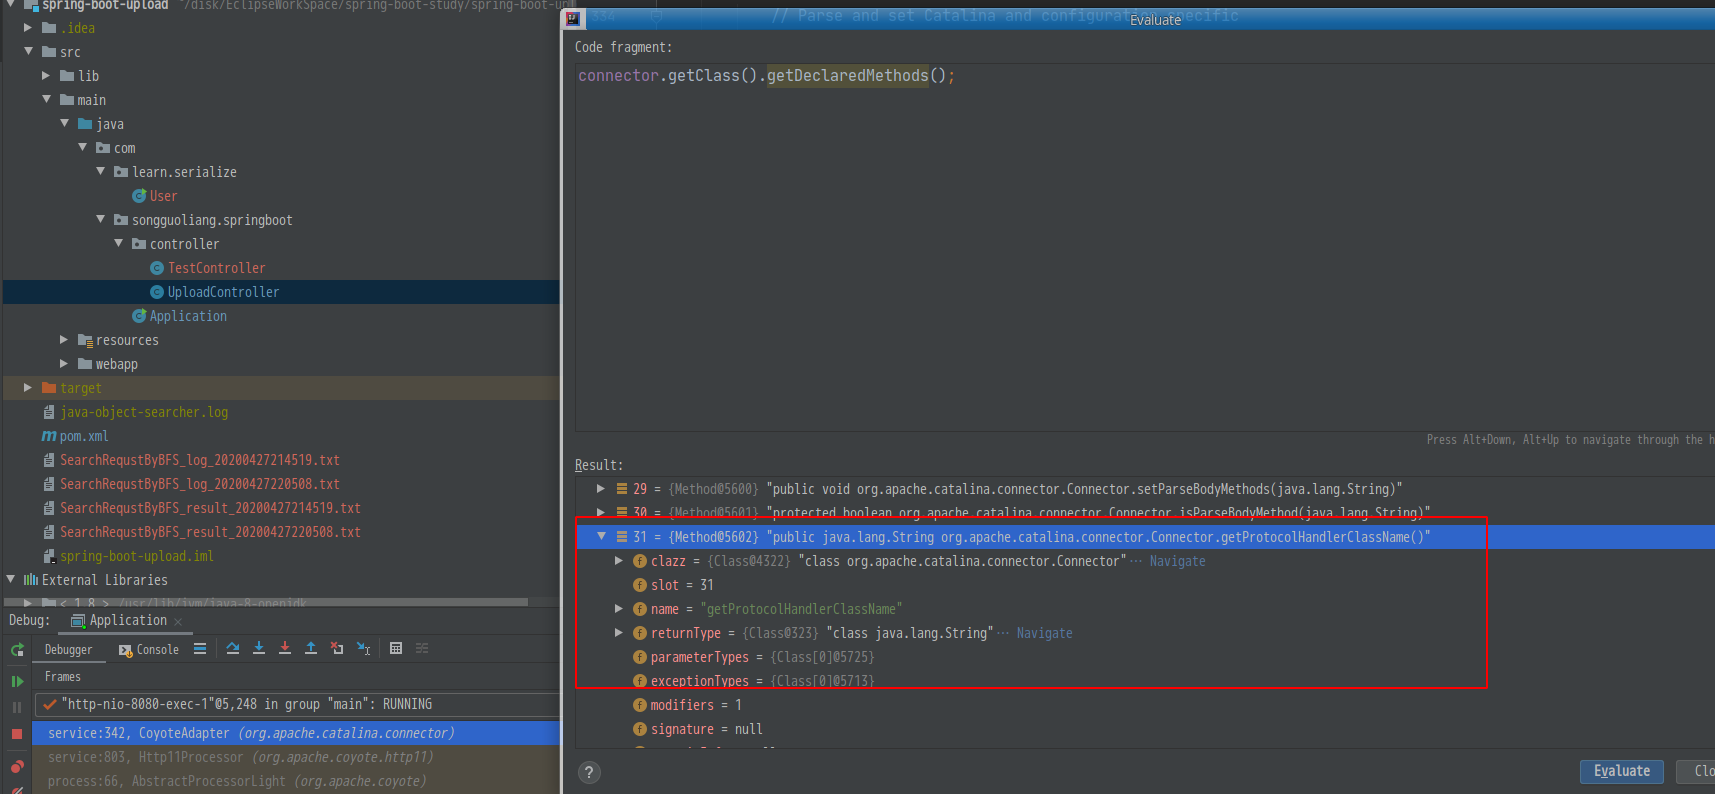 spring-boot-upload ~/disk/EclipseWorkSpace/spring-boot-study/spring-boot-upl
.idea
src
lib
main
java
com
learn.serialize
User
songguoliang.springboot
controller
TestController
UploadController
Application
resources
webapp
target
java-object-searcher.log
pom.xml
SearchRequstByBFS_log_20200427214519.txt
SearchRequstByBFS_log_20200427220508.txt
SearchRequstByBFS_result_20200427214519.txt
SearchRequstByBFS_result_20200427220508.txt
spring-boot-upload.iml
External Libraries
< 1.8 > /usr/lib/jvm/java-8-openjdk
Debug: Application
Debugger Console
Frames
"http-nio-8080-exec-1"@5,248 in group "main": RUNNING
service:342, CoyoteAdapter (org.apache.catalina.connector)
service:803, Http11Processor (org.apache.coyote.http11)
process:66, AbstractProcessorLight (org.apache.coyote)
334 // Parse and set Catalina and configuration specific
Evaluate
Code fragment:
connector.getClass().getDeclaredMethods();
Press Alt+Down, Alt+Up to navigate through the h
Result:
29 = {Method@5600} "public void org.apache.catalina.connector.Connector.setParseBodyMethods(java.lang.String)"
30 = {Method@5601} "protected boolean org.apache.catalina.connector.Connector.isParseBodyMethod(java.lang.String)"
31 = {Method@5602} "public java.lang.String org.apache.catalina.connector.Connector.getProtocolHandlerClassName()"
clazz = {Class@4322} "class org.apache.catalina.connector.Connector"··· Navigate
slot = 31
name = "getProtocolHandlerClassName"
returnType = {Class@323} "class java.lang.String"··· Navigate
parameterTypes = {Class[0]@5725}
exceptionTypes = {Class[0]@5713}
modifiers = 1
signature = null
? Evaluate Clo